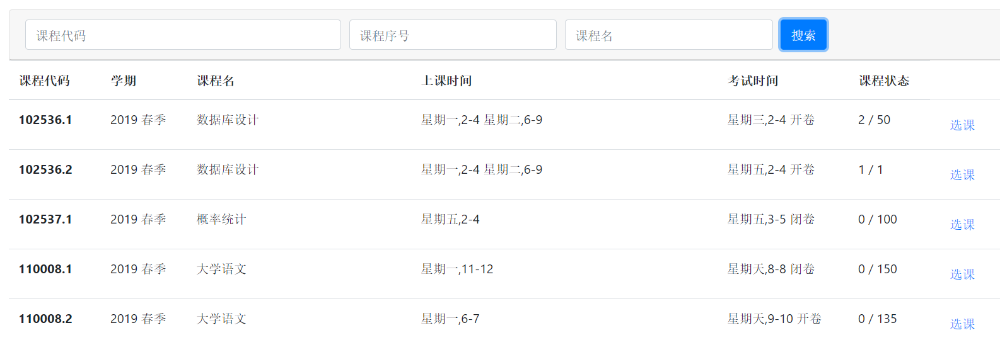 课程代码 课程序号 课程名 搜索
课程代码 学期 课程名 上课时间 考试时间 课程状态
102536.1 2019 春季 数据库设计 星期一,2-4 星期二,6-9 星期三,2-4 开卷 2 / 50 选课
102536.2 2019 春季 数据库设计 星期一,2-4 星期二,6-9 星期五,2-4 开卷 1 / 1 选课
102537.1 2019 春季 概率统计 星期五,2-4 星期五,3-5 闭卷 0 / 100 选课
110008.1 2019 春季 大学语文 星期一,11-12 星期天,8-8 闭卷 0 / 150 选课
110008.2 2019 春季 大学语文 星期一,6-7 星期天,9-10 开卷 0 / 135 选课